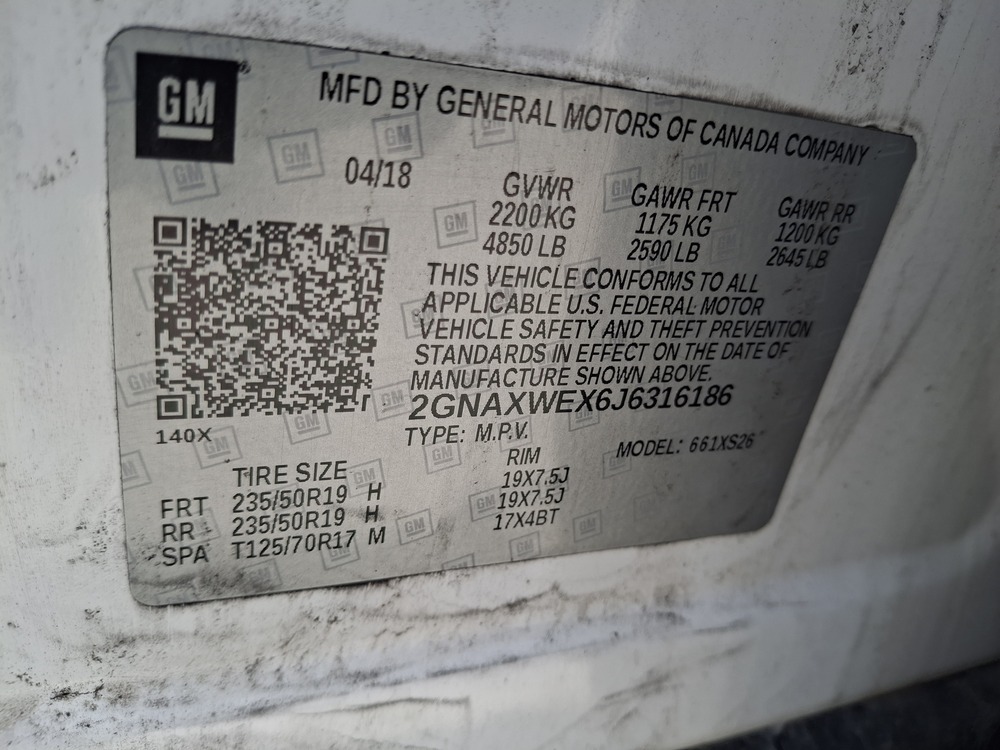 GM
MFD BY GENERAL MOTORS OF CANADA COMPANY
04/18
GVWR GAWR FRT GAWR RR
2200 KG 1175 KG 1200 KG
4850 LB 2590 LB 2645 LB
THIS VEHICLE CONFORMS TO ALL
APPLICABLE U.S. FEDERAL MOTOR
VEHICLE SAFETY AND THEFT PREVENTION
STANDARDS IN EFFECT ON THE DATE OF
MANUFACTURE SHOWN ABOVE.
2GNAXWEX6J6316186
140X
TYPE: M.P.V. MODEL: 661XS26
TIRE SIZE RIM
FRT 235/50R19 H 19X7.5J
RR 235/50R19 H 19X7.5J
SPA T125/70R17 M 17X4BT